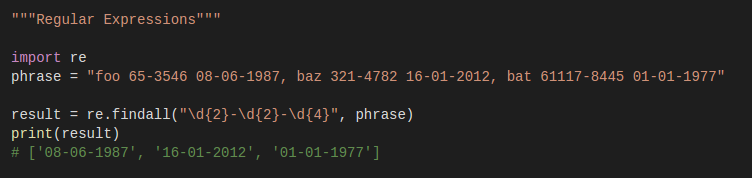 """Regular Expressions"""
import re
phrase = "foo 65-3546 08-06-1987, baz 321-4782 16-01-2012, bat 61117-8445 01-01-1977"
result = re.findall("\d{2}-\d{2}-\d{4}", phrase)
print(result)
# ['08-06-1987', '16-01-2012', '01-01-1977']